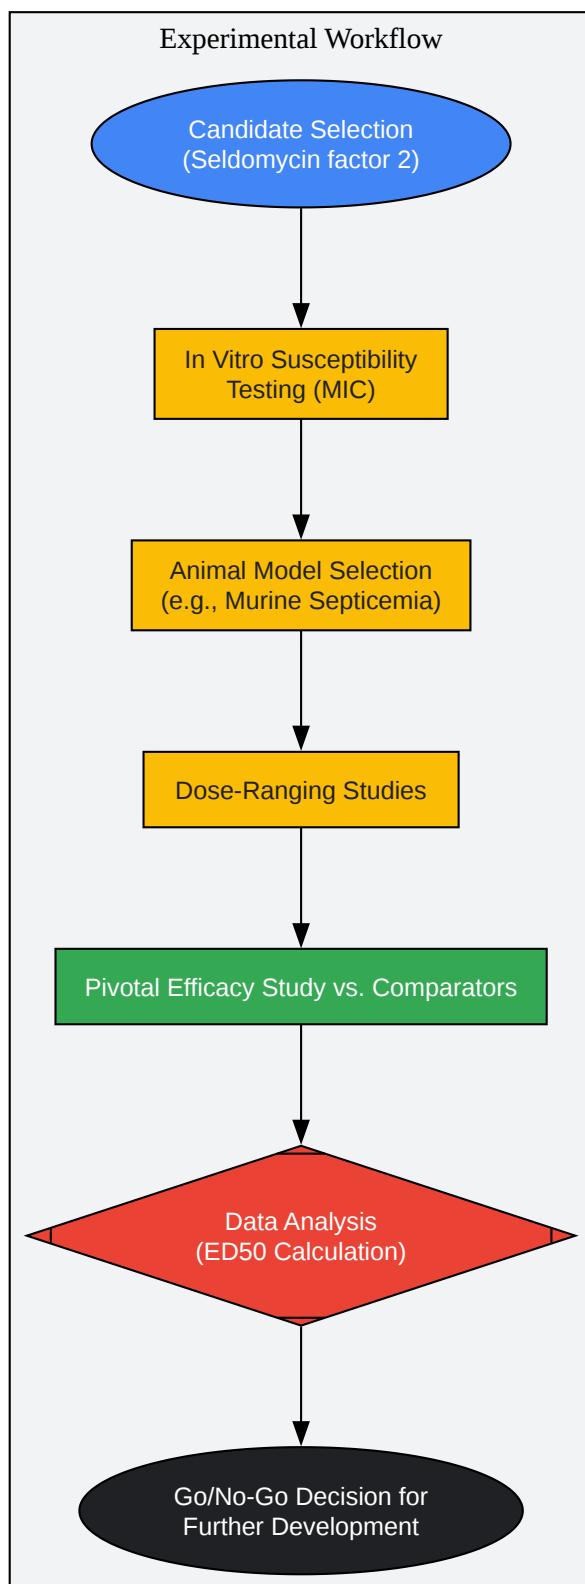 Experimental Workflow
Candidate Selection
(Seldomycin factor 2)
In Vitro Susceptibility
Testing (MIC)
Animal Model Selection
(e.g., Murine Septicemia)
Dose-Ranging Studies
Pivotal Efficacy Study vs. Comparators
Data Analysis
(ED50 Calculation)
Go/No-Go Decision for
Further Development